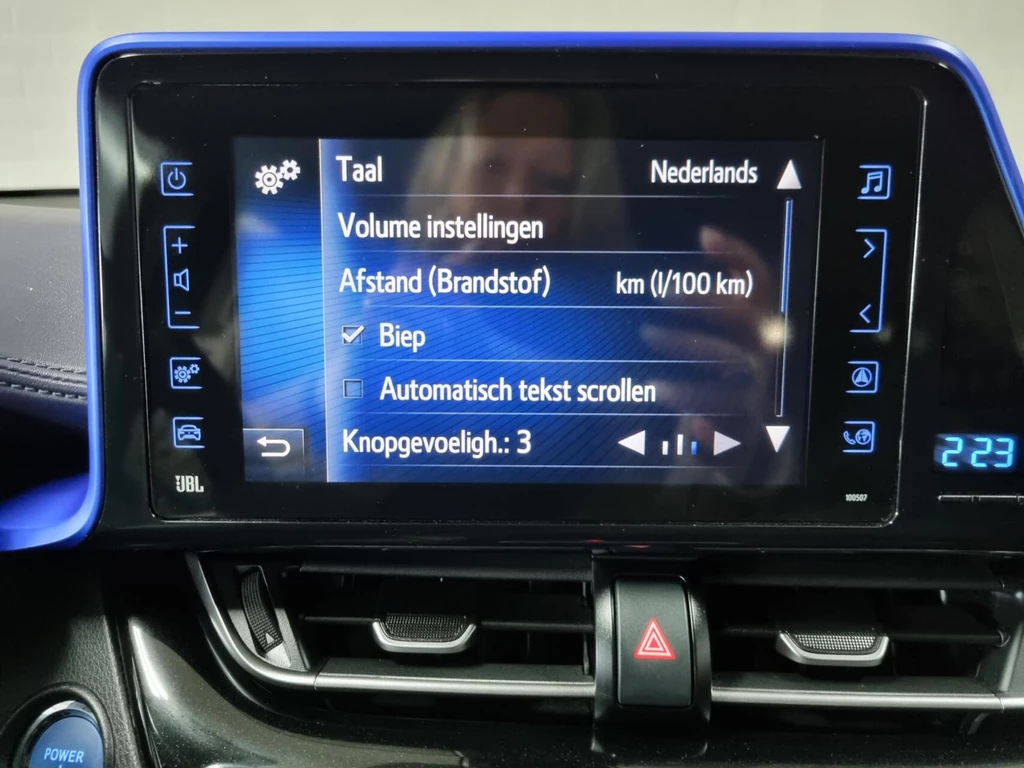 Taal Nederlands
Volume instellingen
Afstand (Brandstof) km (l/100 km)
Biep
Automatisch tekst scrollen
Knopgevoeligh.: 3
JBL
100507
2:23
POWER